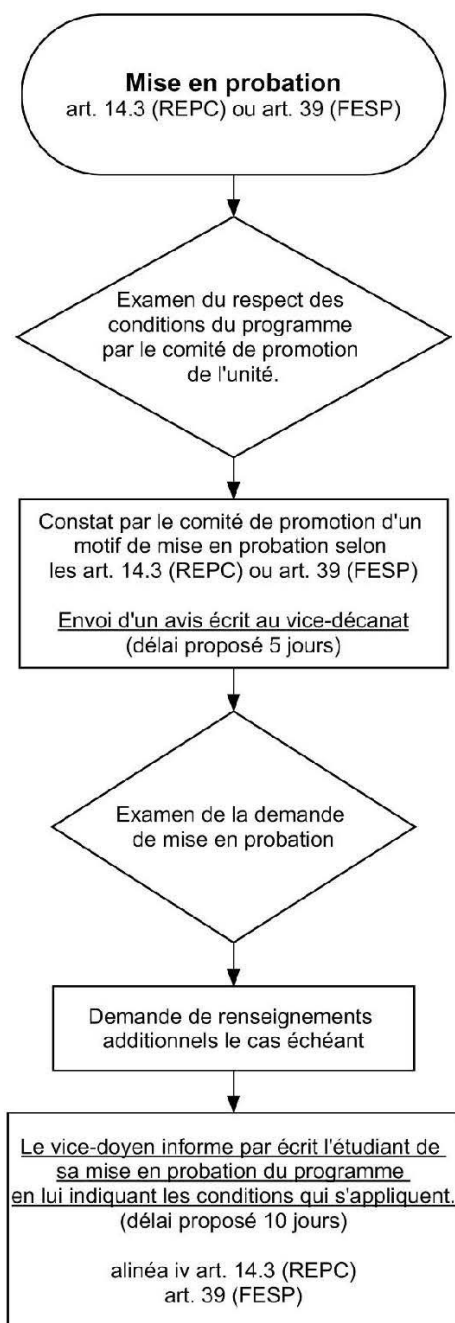 Mise en probation
art. 14.3 (REPC) ou art. 39 (FESP)
Examen du respect des
conditions du programme
par le comité de promotion
de l'unité.
Constat par le comité de promotion d'un
motif de mise en probation selon
les art. 14.3 (REPC) ou art. 39 (FESP)
Envoi d'un avis écrit au vice-décanat
(délai proposé 5 jours)
Examen de la demande
de mise en probation
Demande de renseignements
additionnels le cas échéant
Le vice-doyen informe par écrit l'étudiant de
sa mise en probation du programme
en lui indiquant les conditions qui s'appliquent.
(délai proposé 10 jours)
alinéa iv art. 14.3 (REPC)
art. 39 (FESP)